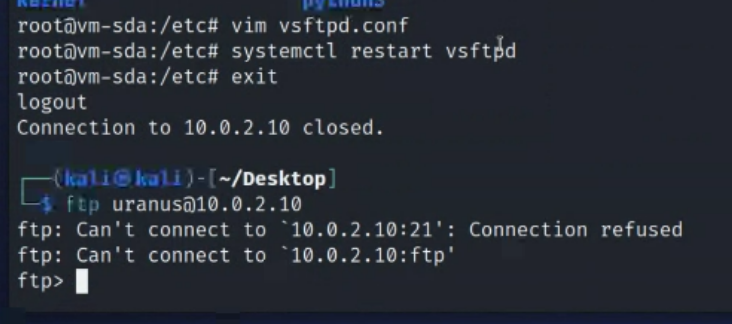 kernel python3
root@vm-sda:/etc# vim vsftpd.conf
root@vm-sda:/etc# systemctl restart vsftpd
root@vm-sda:/etc# exit
logout
Connection to 10.0.2.10 closed.
┌──(kali㉿kali)-[~/Desktop]
└─$ ftp uranus@10.0.2.10
ftp: Can't connect to `10.0.2.10:21': Connection refused
ftp: Can't connect to `10.0.2.10:ftp'
ftp>